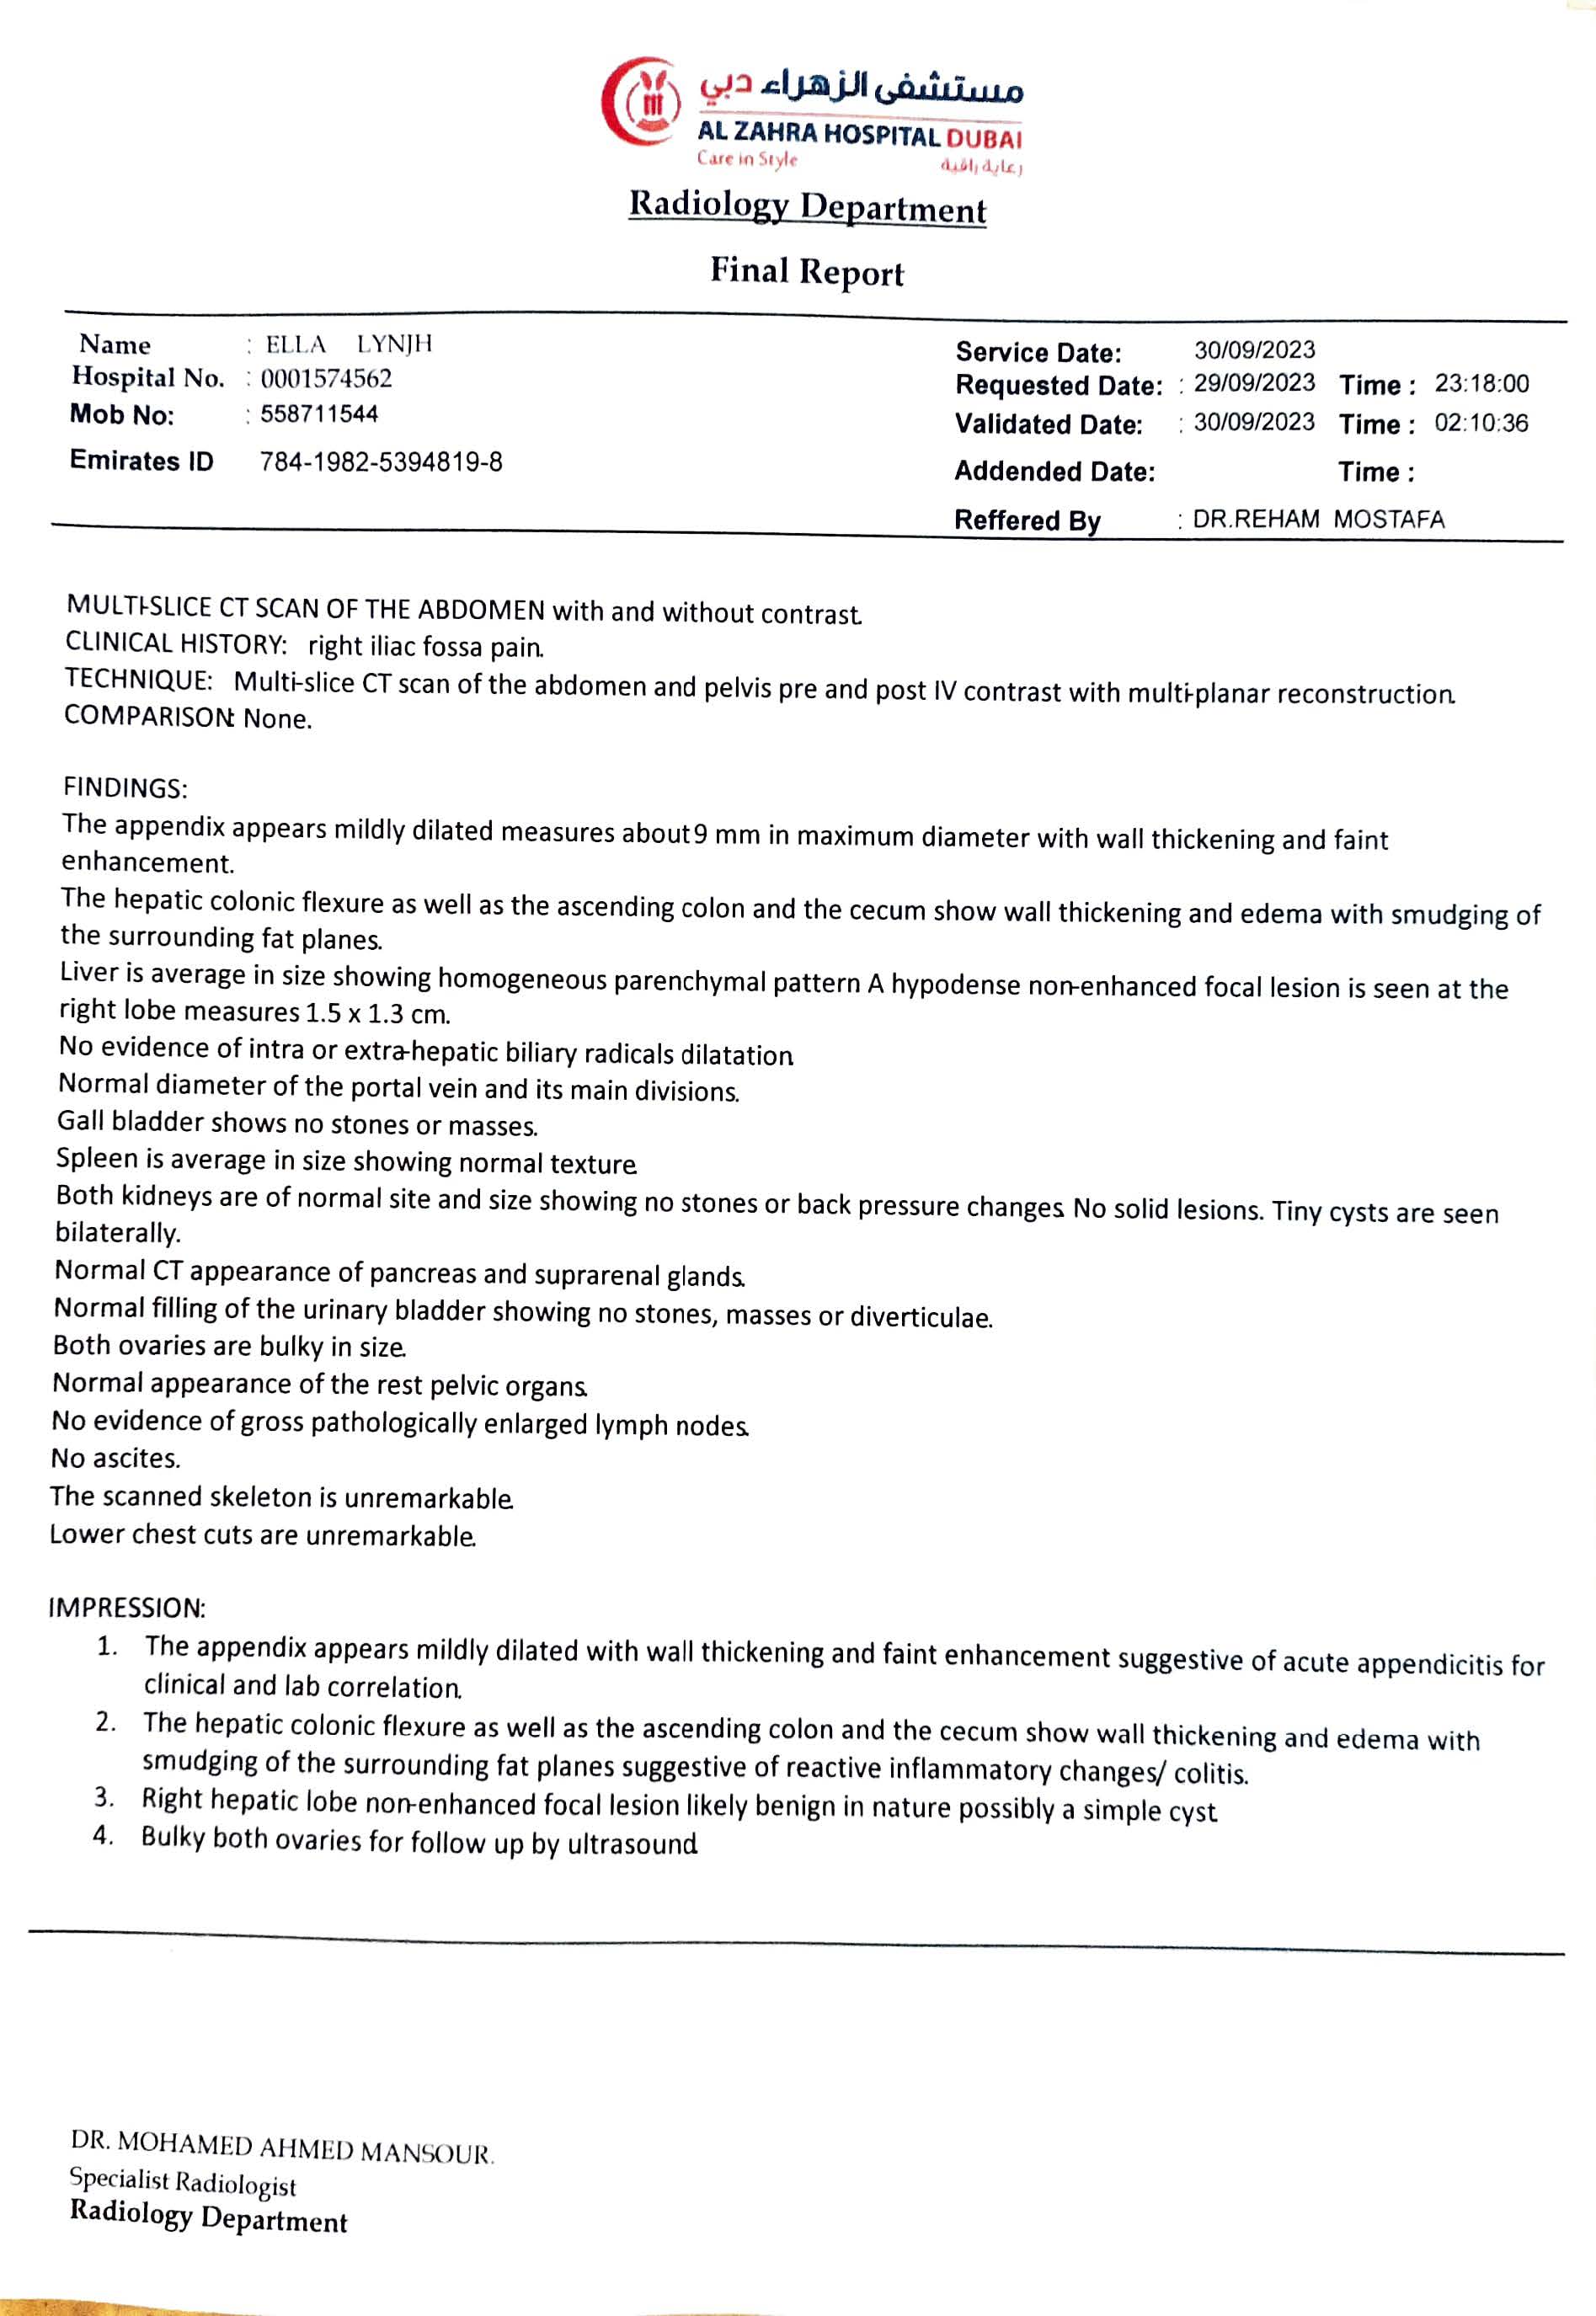 مستشفى الزهراء دبي
AL ZAHRA HOSPITAL DUBAI
Care in Style رعاية راقية
Radiology Department
Final Report
Name : ELLA LYNJH
Hospital No. : 0001574562
Mob No: : 558711544
Emirates ID 784-1982-5394819-8
Service Date: 30/09/2023
Requested Date: : 29/09/2023 Time : 23:18:00
Validated Date: : 30/09/2023 Time : 02:10:36
Addended Date: Time :
Reffered By : DR.REHAM MOSTAFA
MULTI-SLICE CT SCAN OF THE ABDOMEN with and without contrast.
CLINICAL HISTORY: right iliac fossa pain.
TECHNIQUE: Multi-slice CT scan of the abdomen and pelvis pre and post IV contrast with multi-planar reconstruction.
COMPARISON: None.
FINDINGS:
The appendix appears mildly dilated measures about 9 mm in maximum diameter with wall thickening and faint
enhancement.
The hepatic colonic flexure as well as the ascending colon and the cecum show wall thickening and edema with smudging of
the surrounding fat planes.
Liver is average in size showing homogeneous parenchymal pattern A hypodense non-enhanced focal lesion is seen at the
right lobe measures 1.5 x 1.3 cm.
No evidence of intra or extra-hepatic biliary radicals dilatation
Normal diameter of the portal vein and its main divisions.
Gall bladder shows no stones or masses.
Spleen is average in size showing normal texture
Both kidneys are of normal site and size showing no stones or back pressure changes No solid lesions. Tiny cysts are seen
bilaterally.
Normal CT appearance of pancreas and suprarenal glands.
Normal filling of the urinary bladder showing no stones, masses or diverticulae.
Both ovaries are bulky in size.
Normal appearance of the rest pelvic organs.
No evidence of gross pathologically enlarged lymph nodes.
No ascites.
The scanned skeleton is unremarkable.
Lower chest cuts are unremarkable.
IMPRESSION:
1. The appendix appears mildly dilated with wall thickening and faint enhancement suggestive of acute appendicitis for
clinical and lab correlation.
2. The hepatic colonic flexure as well as the ascending colon and the cecum show wall thickening and edema with
smudging of the surrounding fat planes suggestive of reactive inflammatory changes/ colitis.
3. Right hepatic lobe non-enhanced focal lesion likely benign in nature possibly a simple cyst
4. Bulky both ovaries for follow up by ultrasound
DR. MOHAMED AHMED MANSOUR.
Specialist Radiologist
Radiology Department